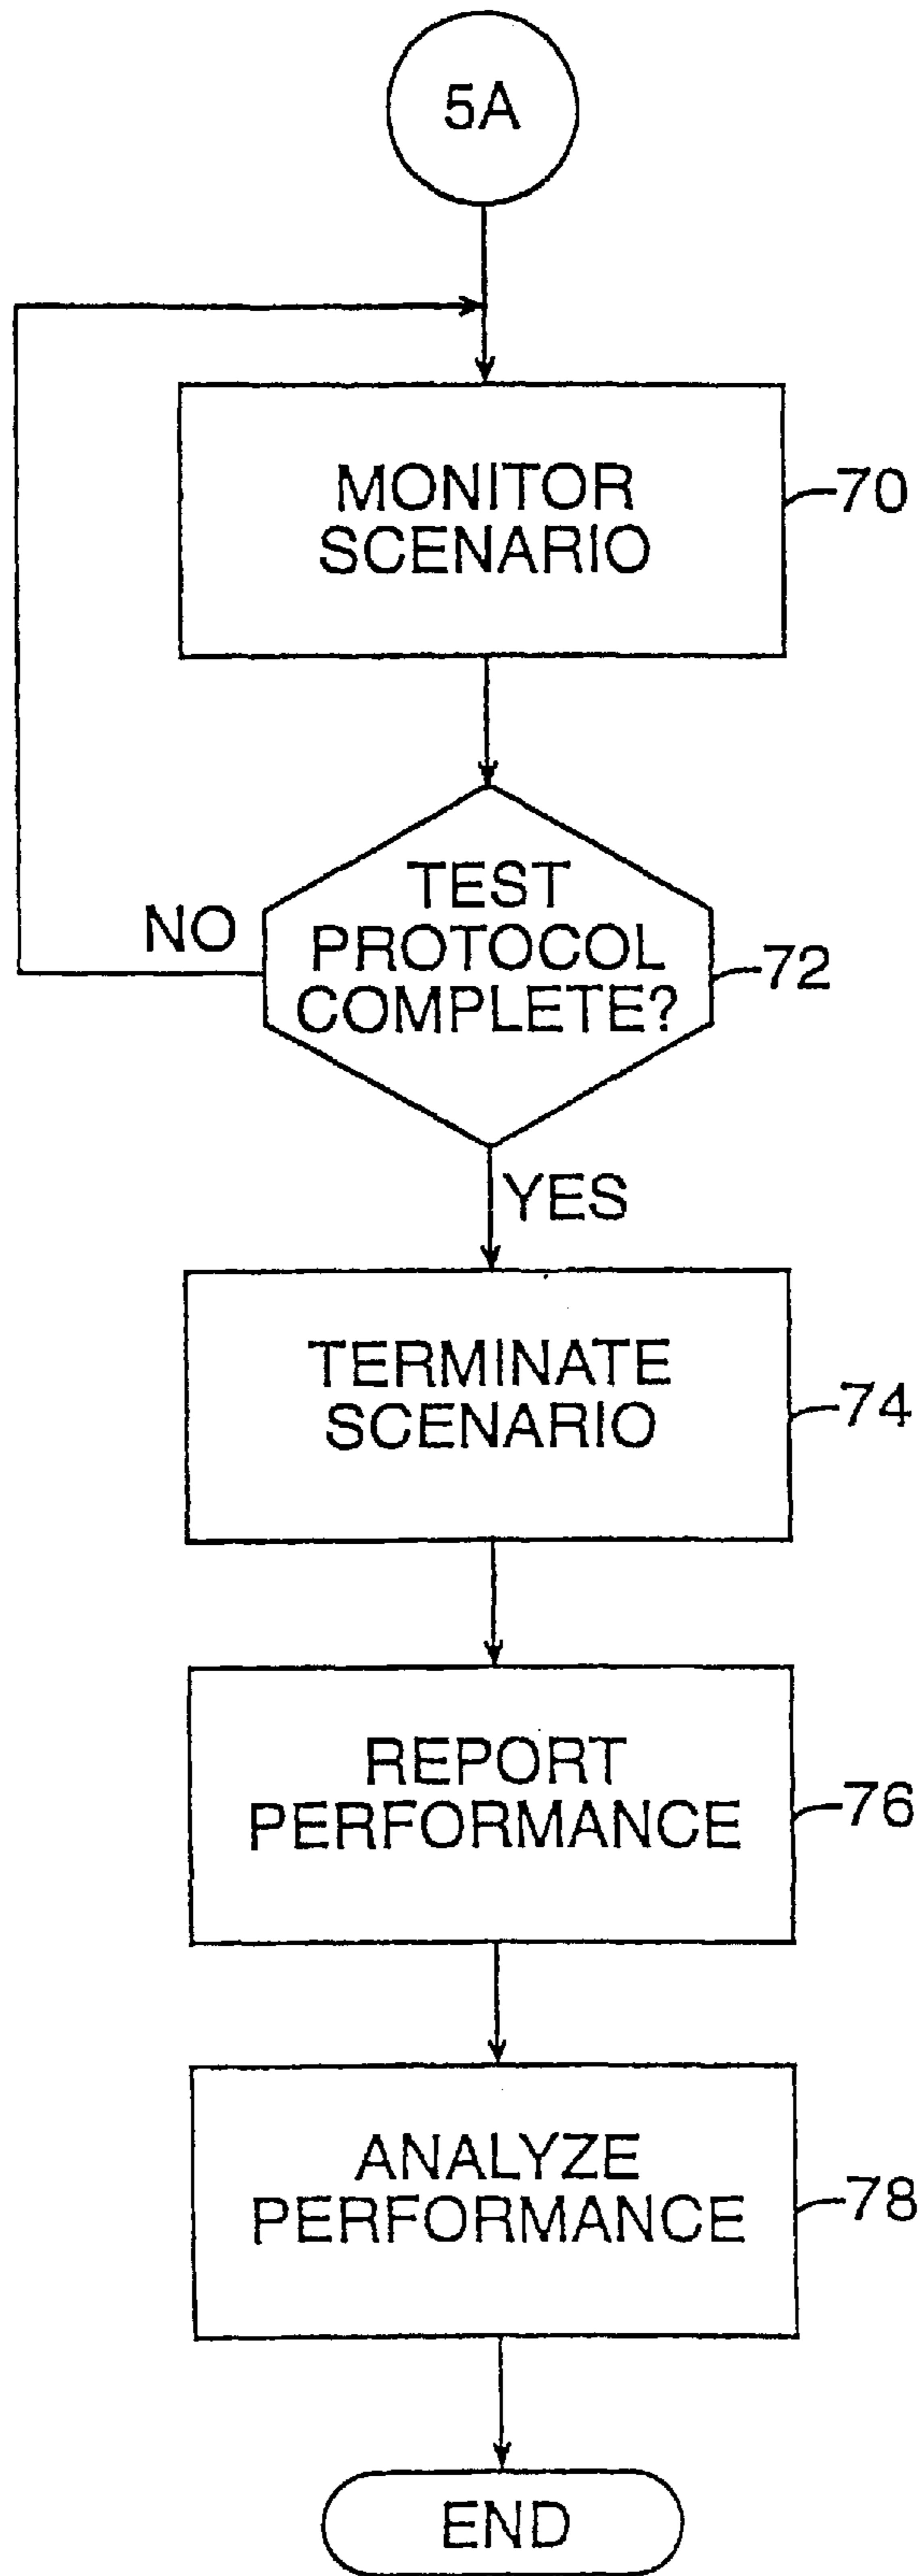 5A
MONITOR
SCENARIO
70
TEST
PROTOCOL
COMPLETE?
72
NO
YES
TERMINATE
SCENARIO
74
REPORT
PERFORMANCE
76
ANALYZE
PERFORMANCE
78
END